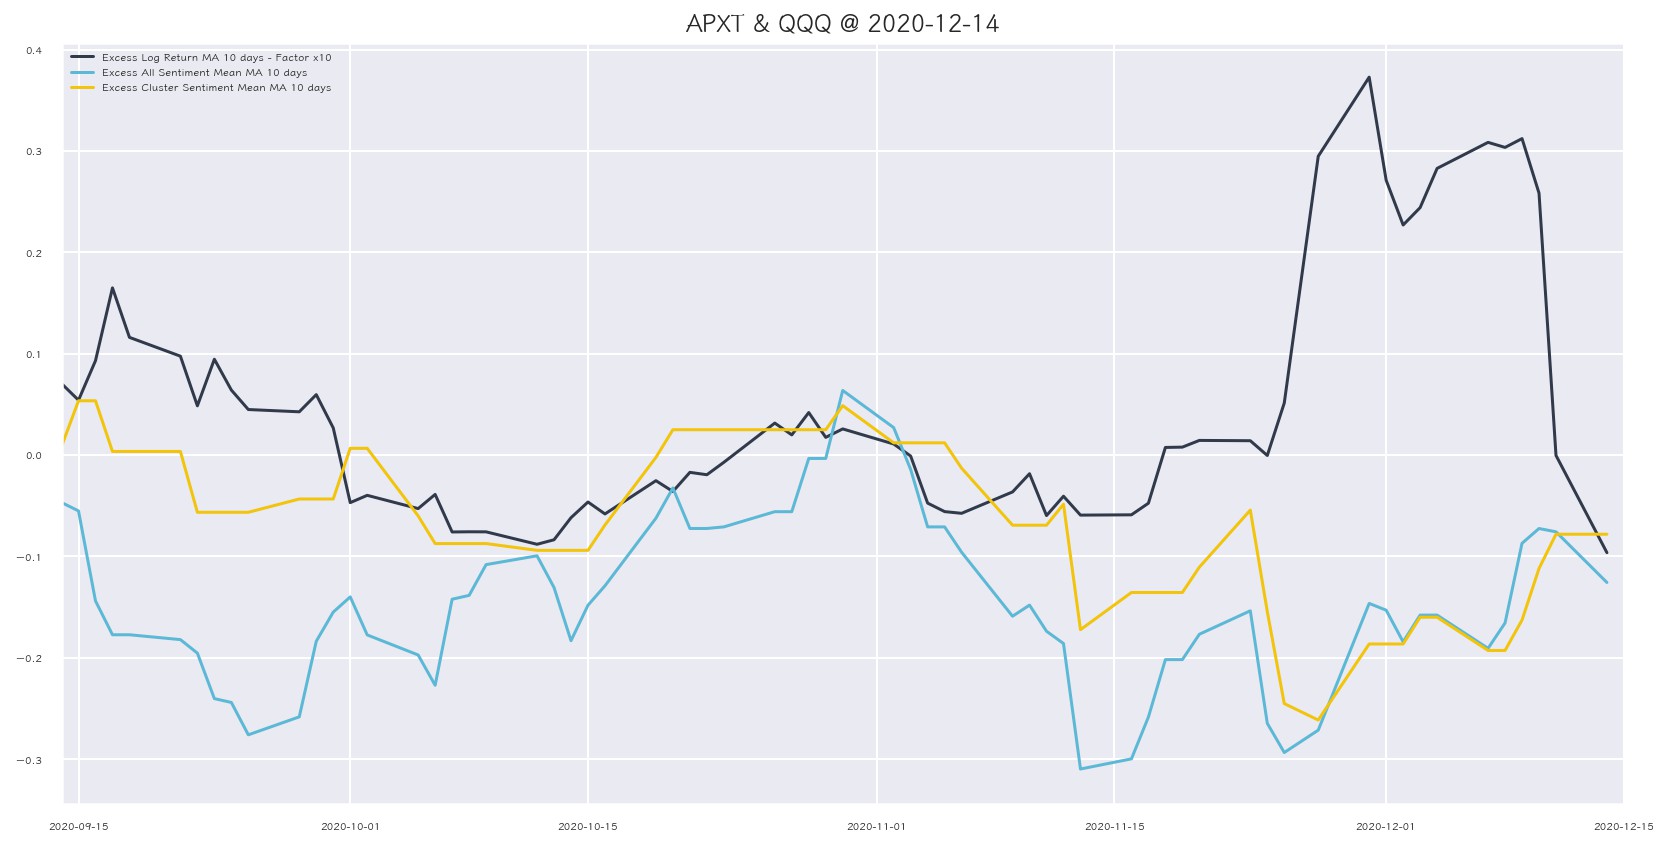 APXT & QQQ @ 2020-12-14
Excess Log Return MA 10 days - Factor x10
Excess All Sentiment Mean MA 10 days
Excess Cluster Sentiment Mean MA 10 days
0.4
0.3
0.2
0.1
0.0
−0.1
−0.2
−0.3
2020-09-15 2020-10-01 2020-10-15 2020-11-01 2020-11-15 2020-12-01 2020-12-15